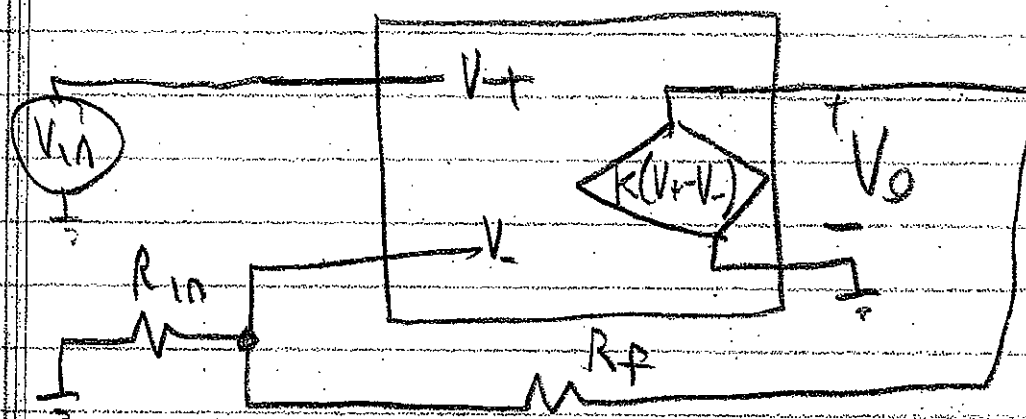 V+
Vin
K(V+-V-)
+
Vo
-
V-
Rin
Rf